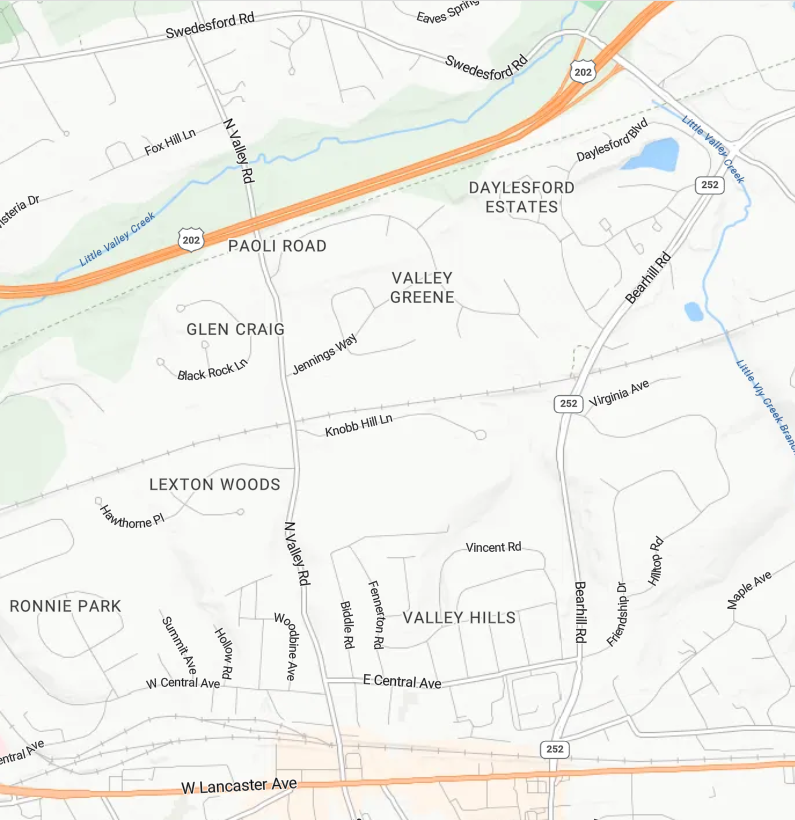 Eaves Spring
Swedesford Rd
Swedesford Rd
202
N Valley Rd
Fox Hill Ln
Daylesford Blvd
Little Valley Creek
252
DAYLESFORD
ESTATES
Little Valley Creek
202
PAOLI ROAD
VALLEY
GREENE
Bearhill Rd
GLEN CRAIG
Jennings Way
Black Rock Ln
252
Virginia Ave
Little Vly Creek Branch
Knobb Hill Ln
LEXTON WOODS
Hawthorne Pl
N Valley Rd
Vincent Rd
Hilltop Rd
Maple Ave
RONNIE PARK
Summit Ave
Hollow Rd
Woodbine Ave
Biddle Rd
Fennerton Rd
VALLEY HILLS
Bearhill Rd
Friendship Dr
W Central Ave
E Central Ave
entral Ave
252
W Lancaster Ave